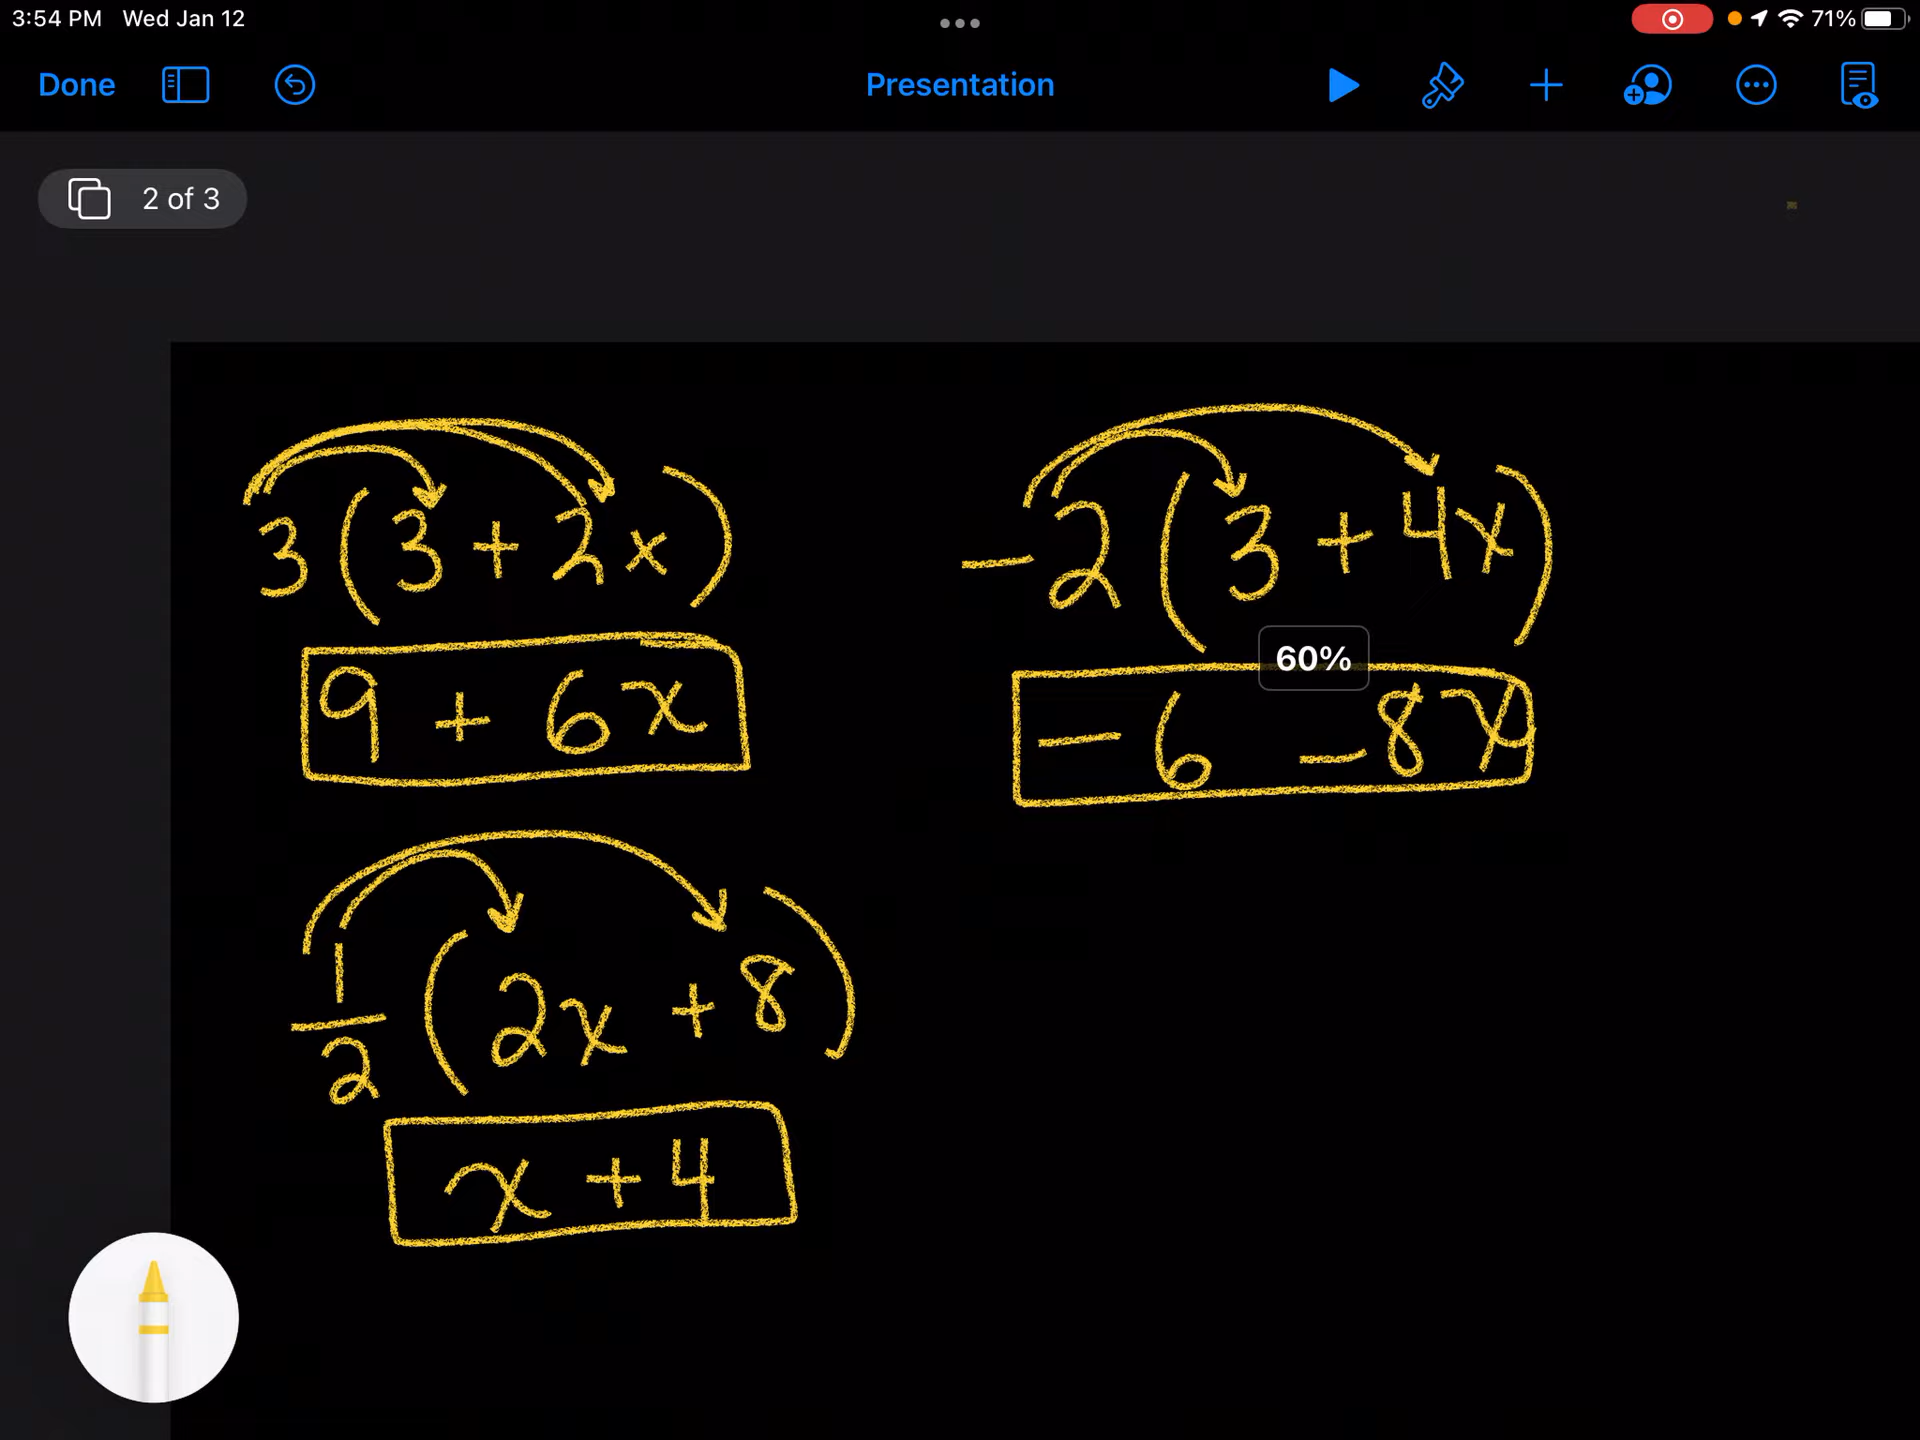 3:54 PM Wed Jan 12
71%
Done
Presentation
2 of 3
3(3+2x)
9 + 6x
-2(3+4x)
60%
-6 -8x
1/2(2x+8)
x+4